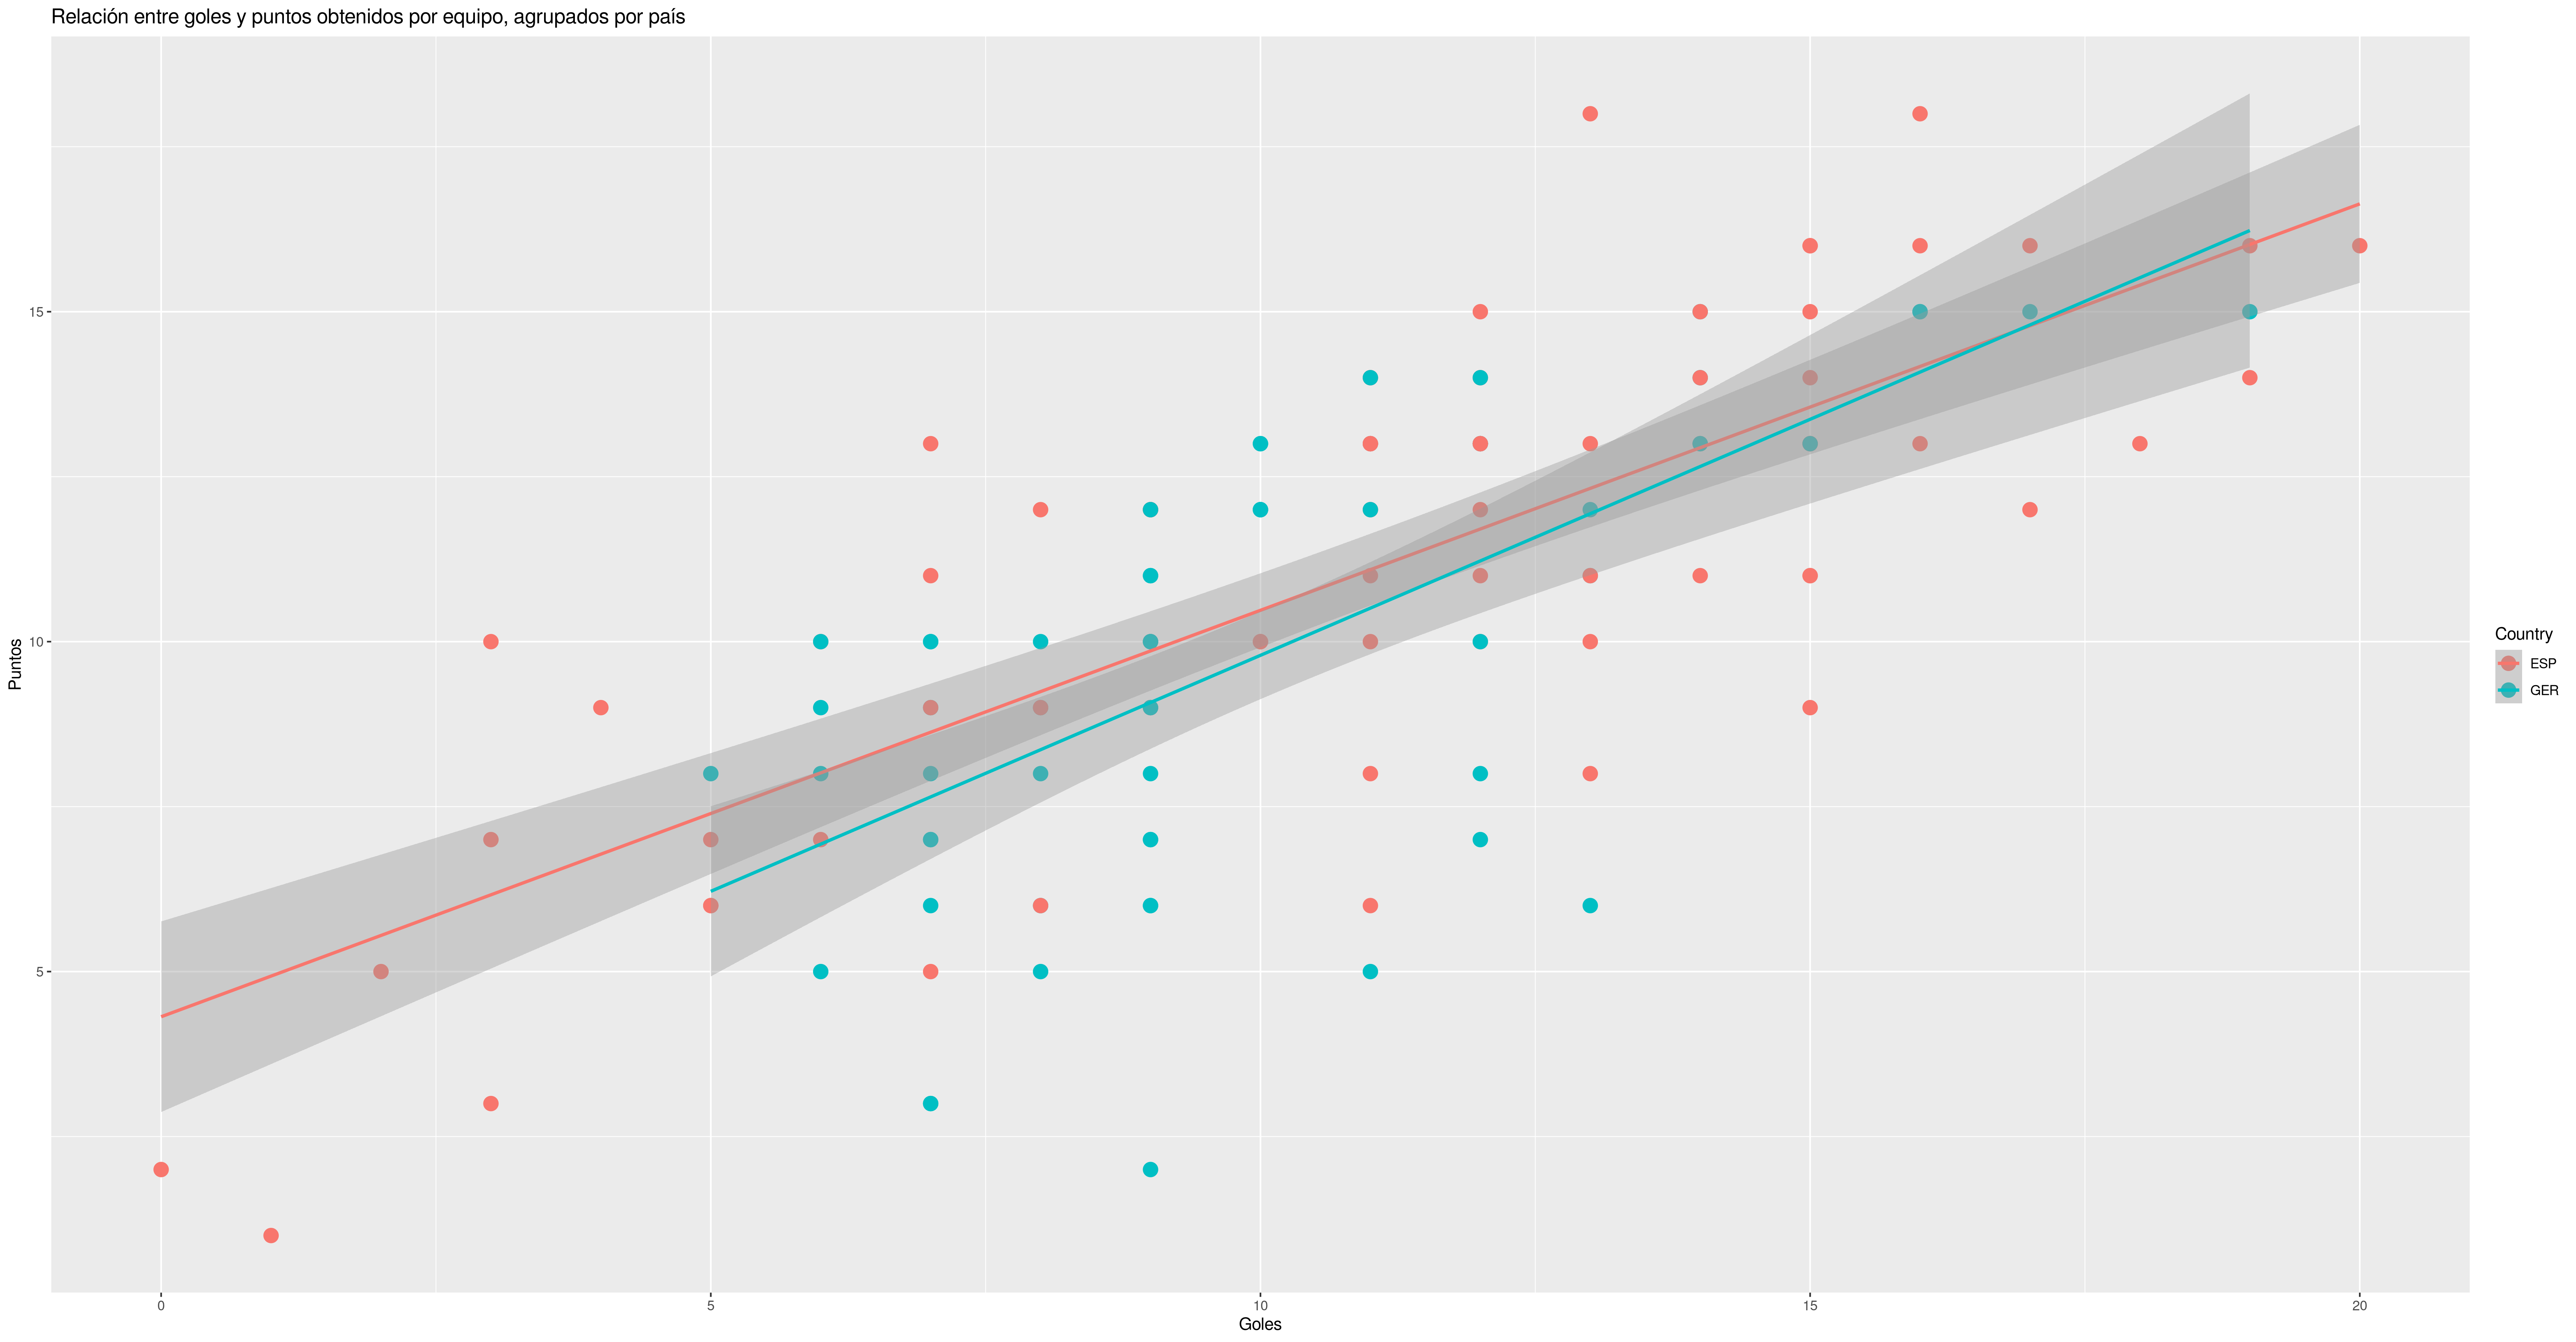 Relación entre goles y puntos obtenidos por equipo, agrupados por país
Puntos
15
10
5
0
5
10
15
20
Goles
Country
ESP
GER